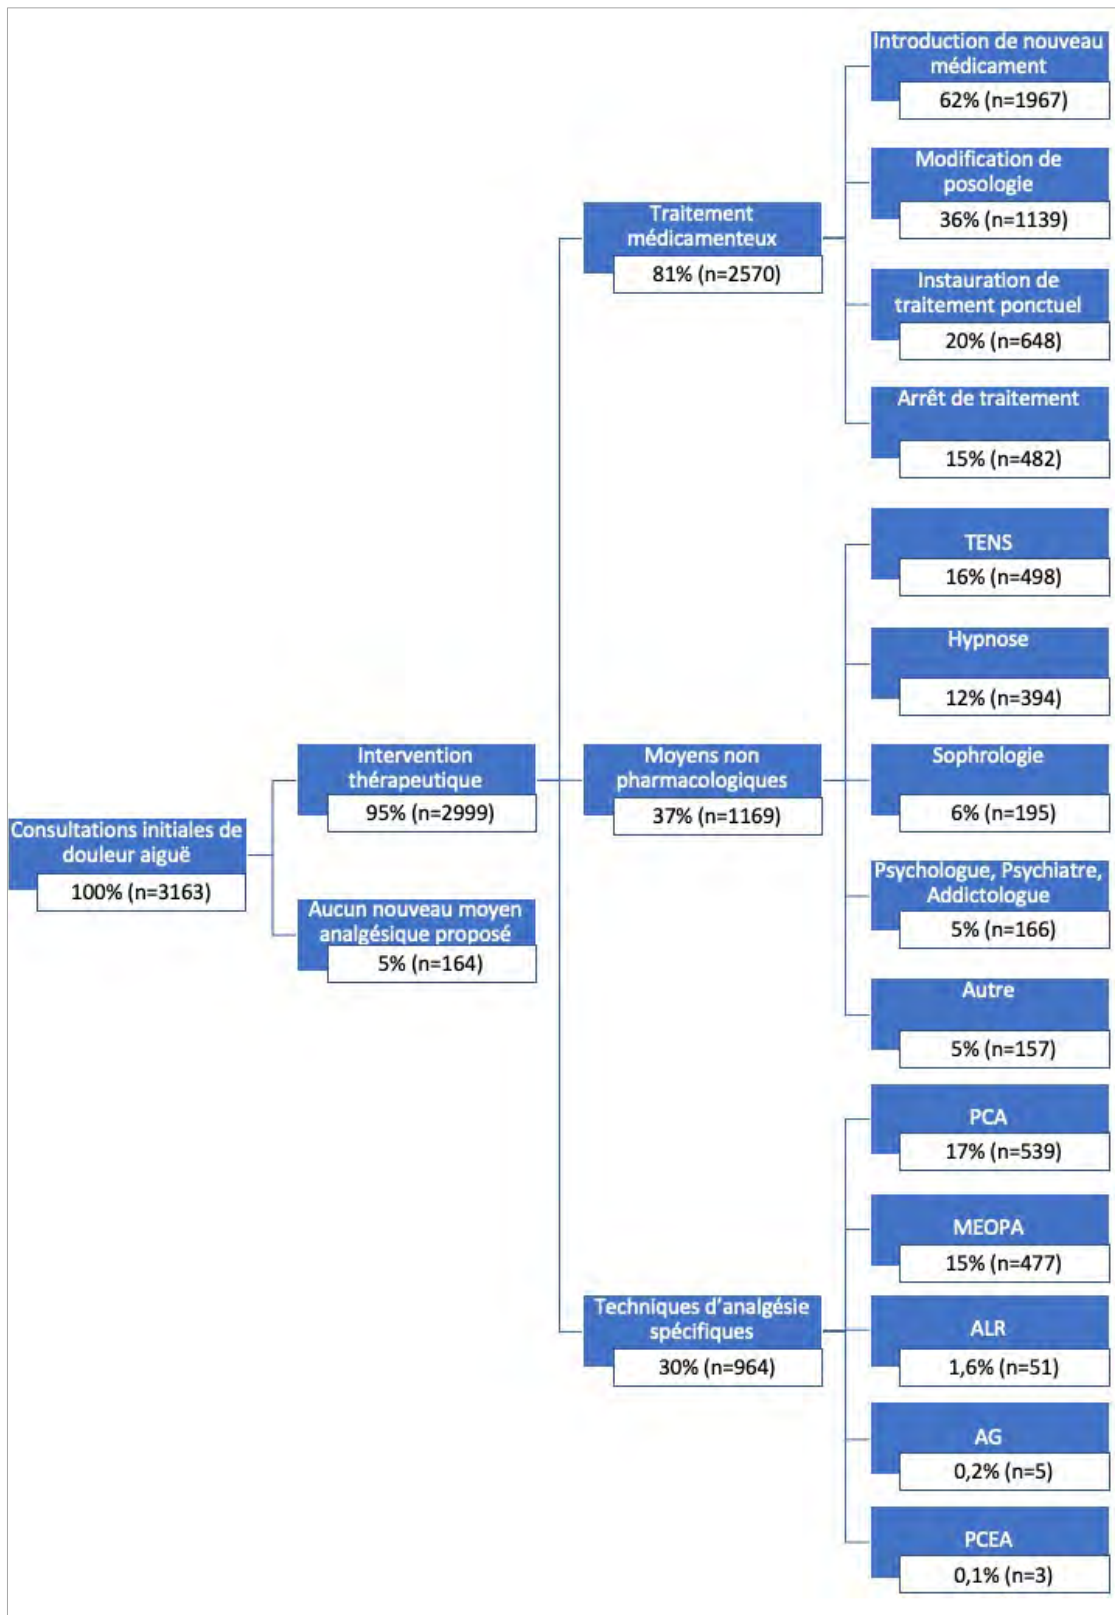 Consultations initiales de
douleur aiguë
100% (n=3163)
Intervention
thérapeutique
95% (n=2999)
Aucun nouveau moyen
analgésique proposé
5% (n=164)
Traitement
médicamenteux
81% (n=2570)
Introduction de nouveau
médicament
62% (n=1967)
Modification de
posologie
36% (n=1139)
Instauration de
traitement ponctuel
20% (n=648)
Arrêt de traitement
15% (n=482)
Moyens non
pharmacologiques
37% (n=1169)
TENS
16% (n=498)
Hypnose
12% (n=394)
Sophrologie
6% (n=195)
Psychologue, Psychiatre,
Addictologue
5% (n=166)
Autre
5% (n=157)
Techniques d’analgésie
spécifiques
30% (n=964)
PCA
17% (n=539)
MEOPA
15% (n=477)
ALR
1,6% (n=51)
AG
0,2% (n=5)
PCEA
0,1% (n=3)